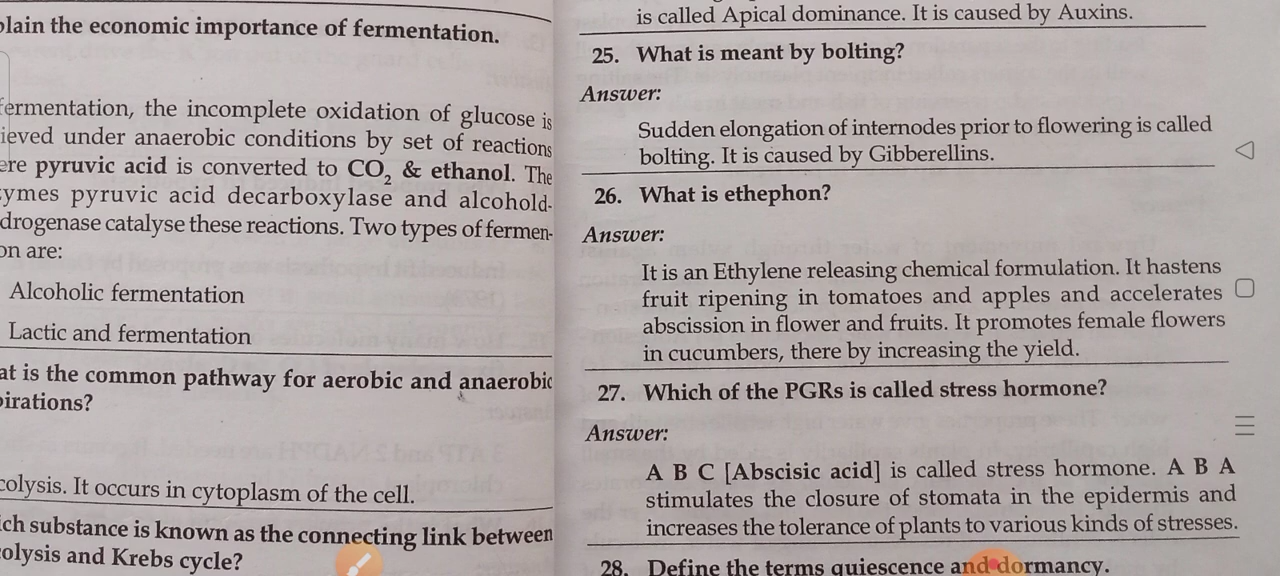 plain the economic importance of fermentation.
fermentation, the incomplete oxidation of glucose is
ieved under anaerobic conditions by set of reactions
ere pyruvic acid is converted to CO₂ & ethanol. The
zymes pyruvic acid decarboxylase and alcohold-
drogenase catalyse these reactions. Two types of fermen-
on are:
Alcoholic fermentation
Lactic and fermentation
at is the common pathway for aerobic and anaerobic
pirations?
colysis. It occurs in cytoplasm of the cell.
ich substance is known as the connecting link between
colysis and Krebs cycle?
is called Apical dominance. It is caused by Auxins.
25. What is meant by bolting?
Answer:
Sudden elongation of internodes prior to flowering is called
bolting. It is caused by Gibberellins.
26. What is ethephon?
Answer:
It is an Ethylene releasing chemical formulation. It hastens
fruit ripening in tomatoes and apples and accelerates
abscission in flower and fruits. It promotes female flowers
in cucumbers, there by increasing the yield.
27. Which of the PGRs is called stress hormone?
Answer:
A B C [Abscisic acid] is called stress hormone. A B A
stimulates the closure of stomata in the epidermis and
increases the tolerance of plants to various kinds of stresses.
28. Define the terms quiescence and dormancy.